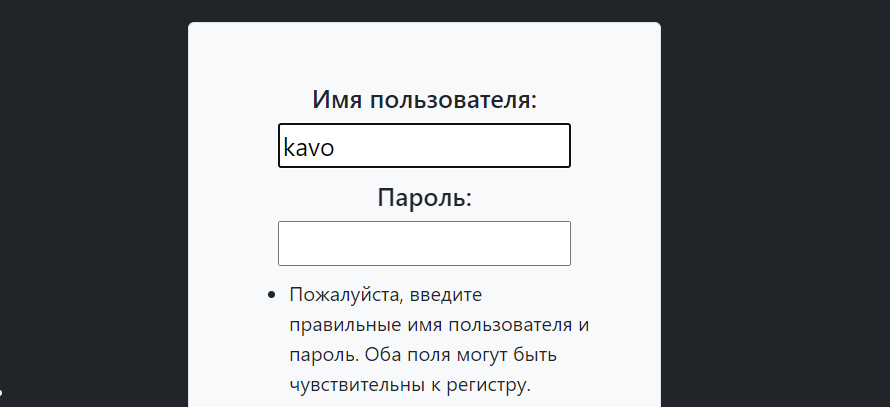 Имя пользователя:
kavo
Пароль:
Пожалуйста, введите
правильные имя пользователя и
пароль. Оба поля могут быть
чувствительны к регистру.